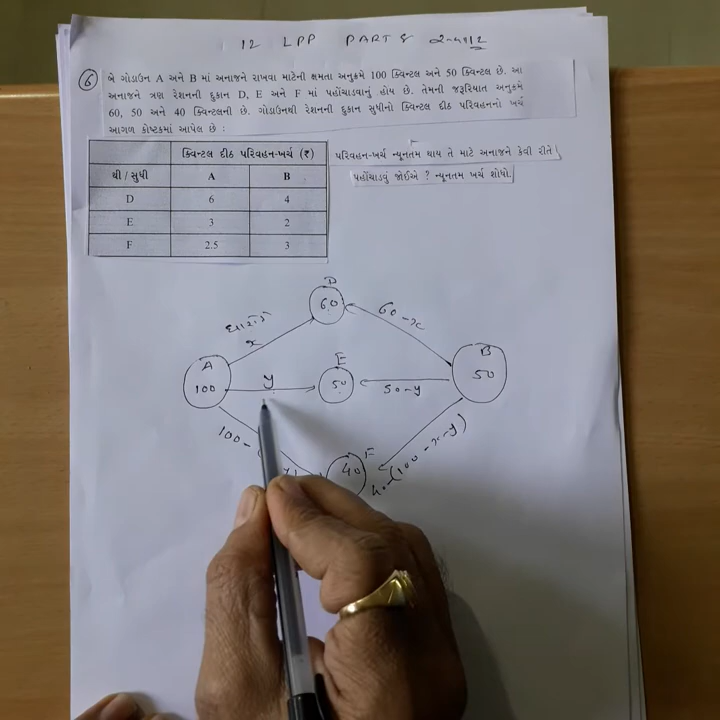 12 LPP PART 8
6 બે ગોડાઉન A અને B માં અનાજને રાખવા માટેની ક્ષમતા અનુક્રમે 100 ક્વિન્ટલ અને 50 ક્વિન્ટલ છે. આ
અનાજને ત્રણ રેશનની દુકાન D, E અને F માં પહોંચાડવાનું હોય છે. તેમની જરૂરિયાત અનુક્રમે
60, 50 અને 40 ક્વિન્ટલની છે. ગોડાઉનથી રેશનની દુકાન સુધીનો ક્વિન્ટલ દીઠ પરિવહનનો ખર્ચ
આગળ કોષ્ટકમાં આપેલ છે :
ક્વિન્ટલ દીઠ પરિવહન-ખર્ચ (₹)
થી / સુધી A B
D 6 4
E 3 2
F 2.5 3
પરિવહન-ખર્ચ ન્યૂનતમ થાય તે માટે અનાજને કેવી રીતે
પહોંચાડવું જોઈએ ? ન્યૂનતમ ખર્ચ શોધો.
D
60
ધારોકે
x
60-x
A
100
y
E
50
50-y
B
50
100-
F
40
40-(100-x-y)